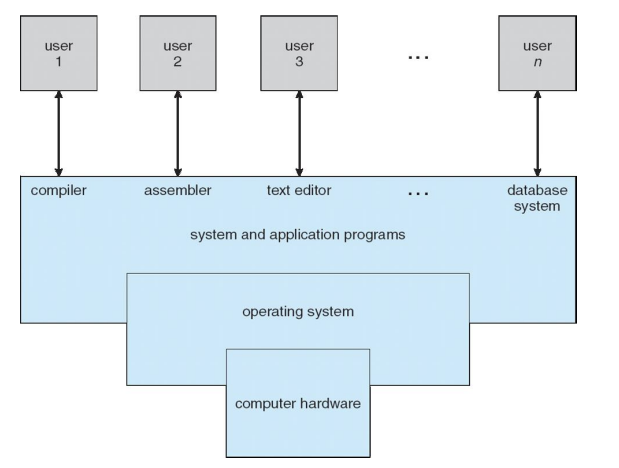 user
1
user
2
user
3
...
user
n
compiler
assembler
text editor
...
database
system
system and application programs
operating system
computer hardware